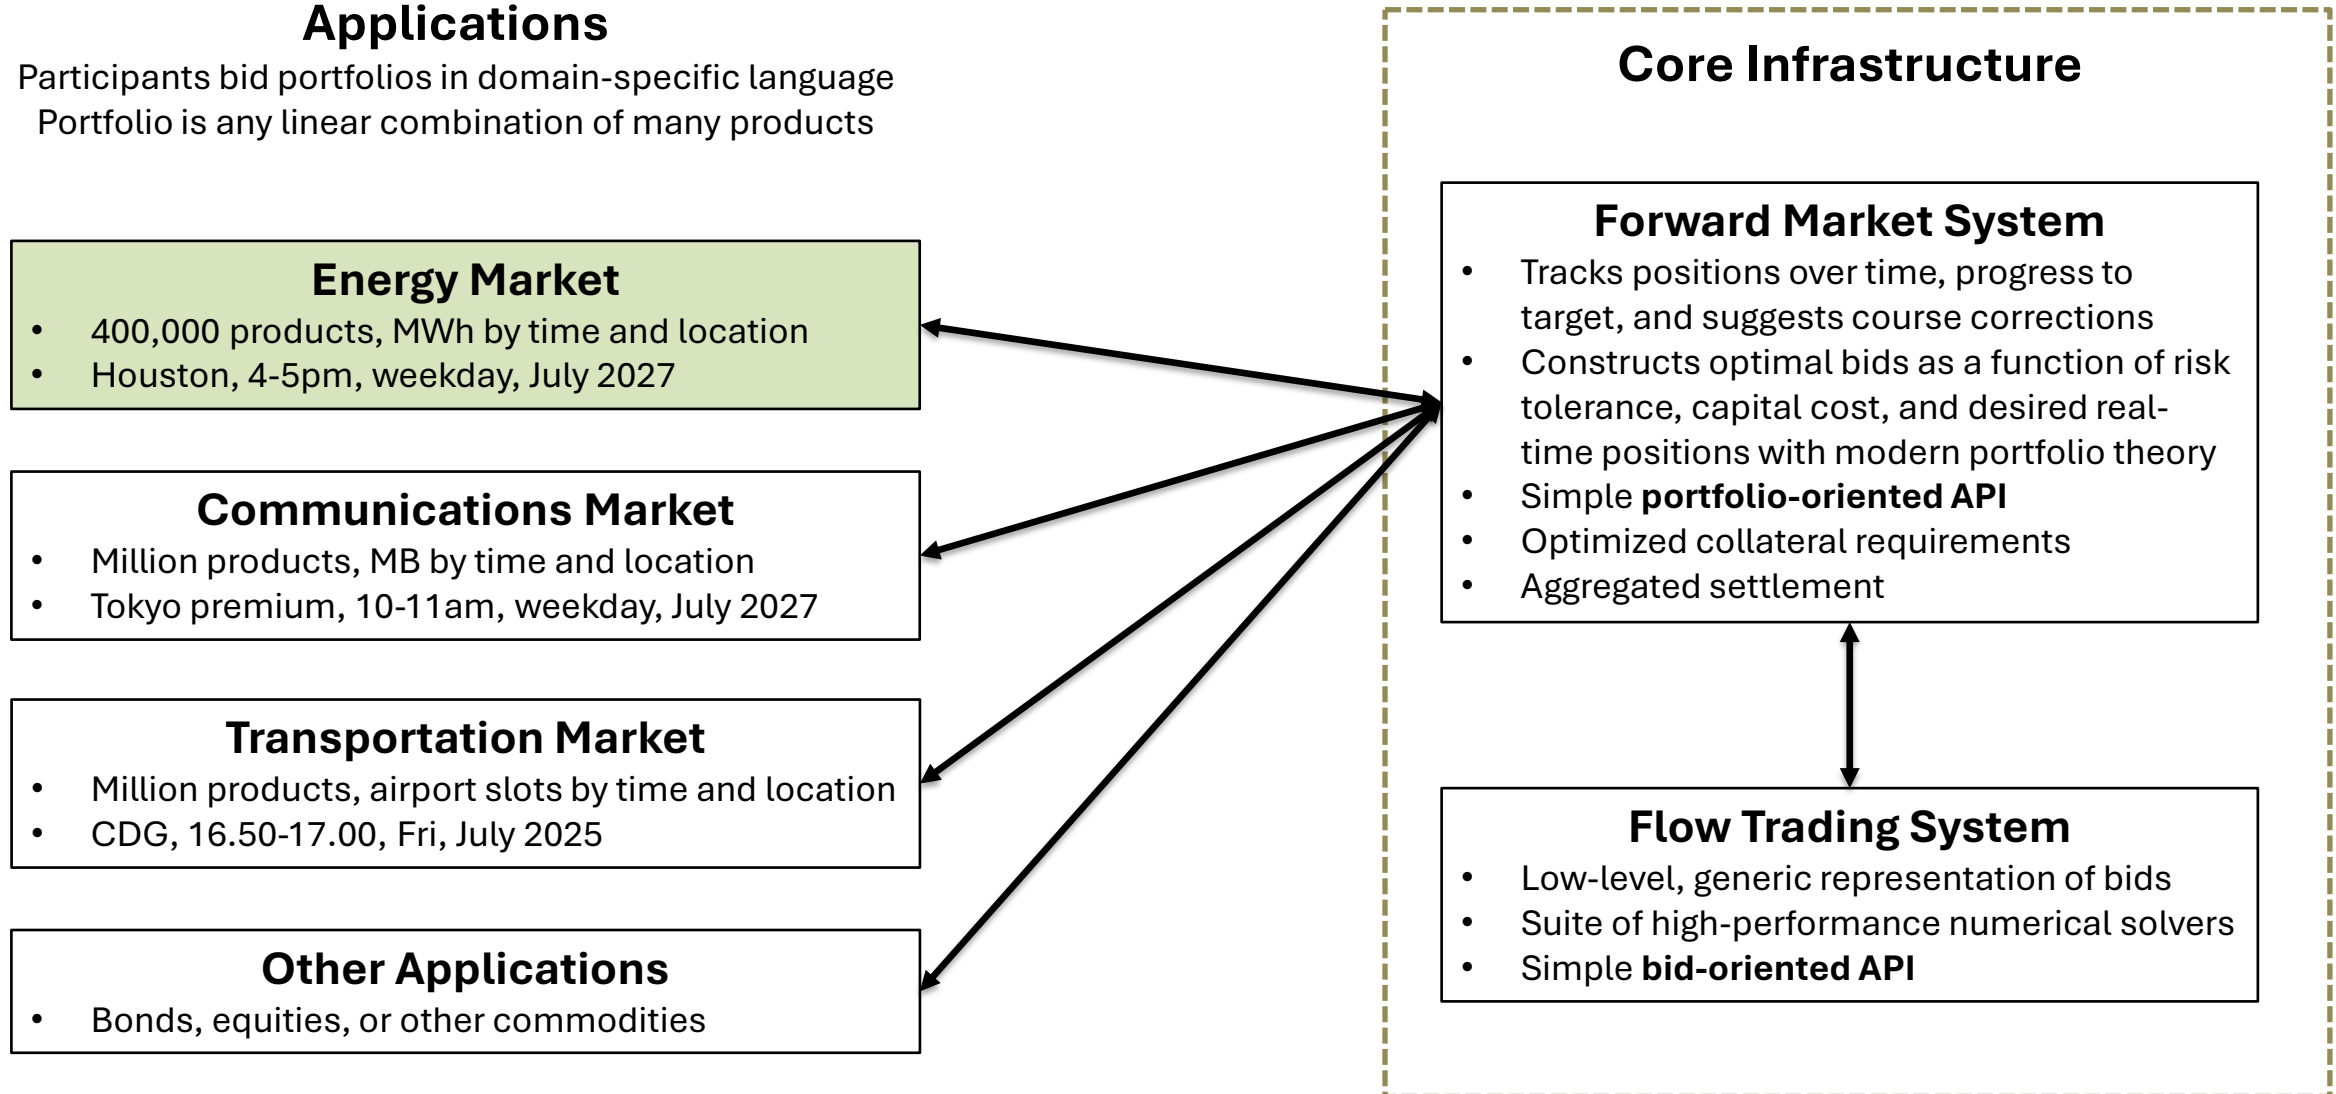 Applications
Participants bid portfolios in domain-specific language
Portfolio is any linear combination of many products
Energy Market
• 400,000 products, MWh by time and location
• Houston, 4-5pm, weekday, July 2027
Communications Market
• Million products, MB by time and location
• Tokyo premium, 10-11am, weekday, July 2027
Transportation Market
• Million products, airport slots by time and location
• CDG, 16.50-17.00, Fri, July 2025
Other Applications
• Bonds, equities, or other commodities
Core Infrastructure
Forward Market System
• Tracks positions over time, progress to
target, and suggests course corrections
• Constructs optimal bids as a function of risk
tolerance, capital cost, and desired real-
time positions with modern portfolio theory
• Simple portfolio-oriented API
• Optimized collateral requirements
• Aggregated settlement
Flow Trading System
• Low-level, generic representation of bids
• Suite of high-performance numerical solvers
• Simple bid-oriented API